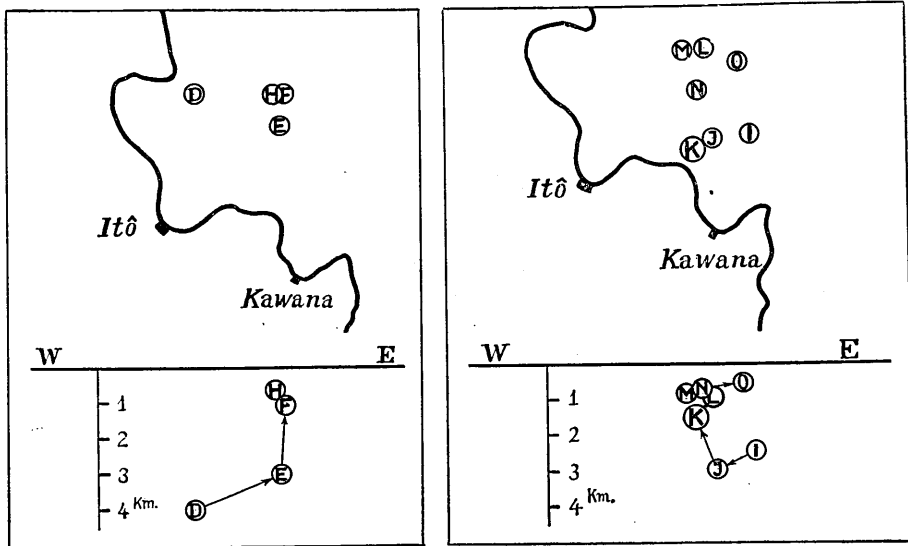 D H F
E
Itô
Kawana
W E
H
F
1
2
E
3
D
4 Km.
M L O
N
J I
K
Itô
Kawana
W E
M N L O
1
K
2
I
J
3
4 Km.